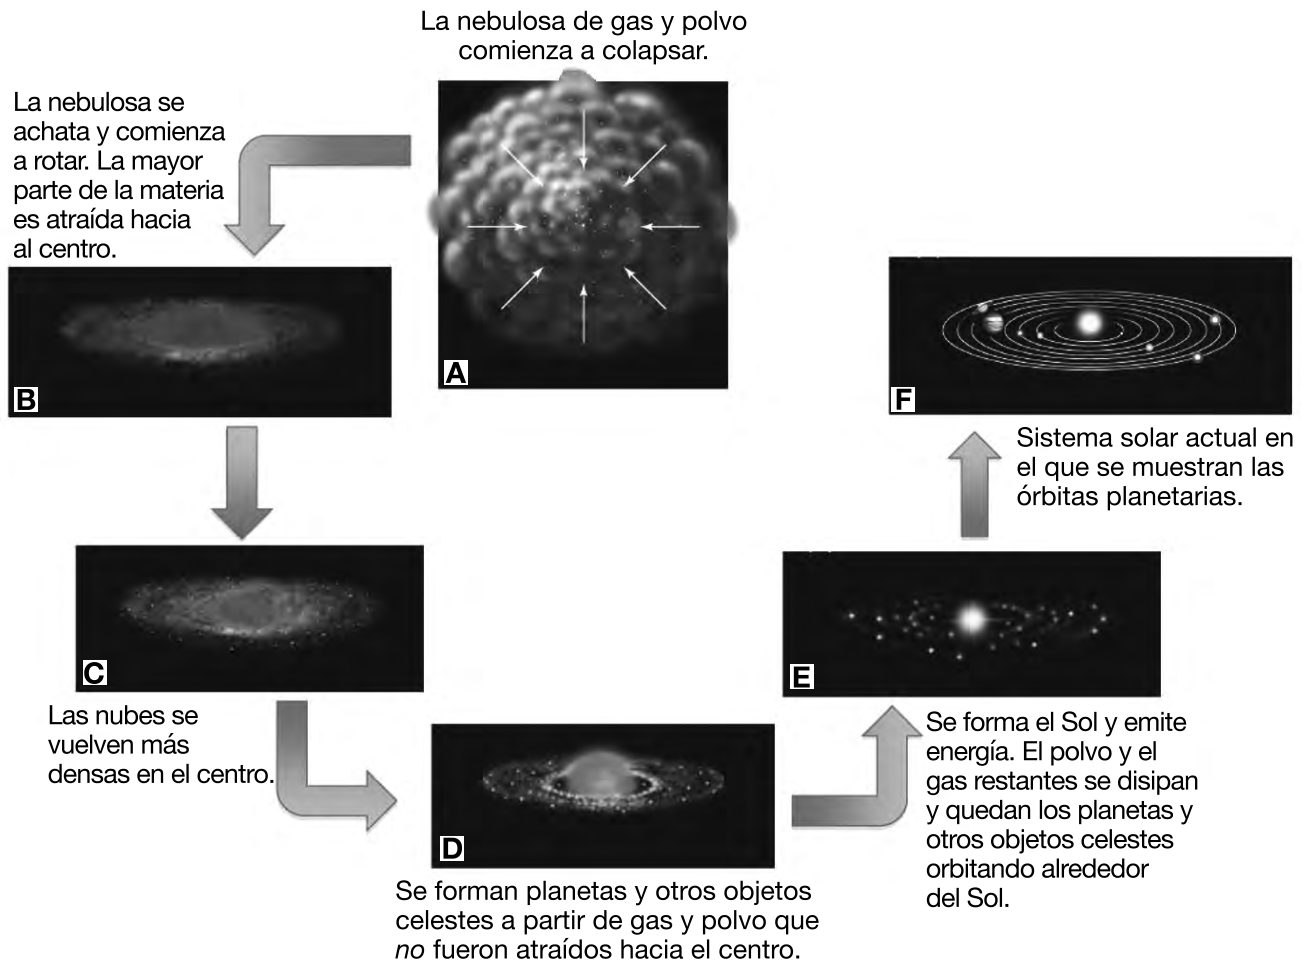 La nebulosa de gas y polvo
comienza a colapsar.
A
La nebulosa se
achata y comienza
a rotar. La mayor
parte de la materia
es atraída hacia
al centro.
B
C
Las nubes se
vuelven más
densas en el centro.
D
Se forman planetas y otros objetos
celestes a partir de gas y polvo que
no fueron atraídos hacia el centro.
E
Se forma el Sol y emite
energía. El polvo y el
gas restantes se disipan
y quedan los planetas y
otros objetos celestes
orbitando alrededor
del Sol.
F
Sistema solar actual en
el que se muestran las
órbitas planetarias.